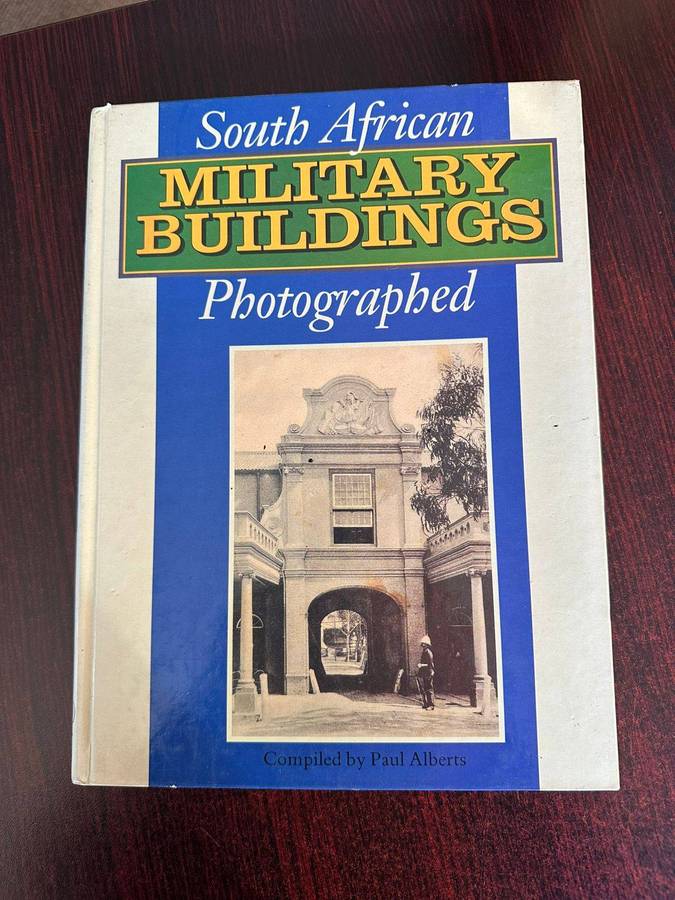 South African
MILITARY
BUILDINGS
Photographed
Compiled by Paul Alberts